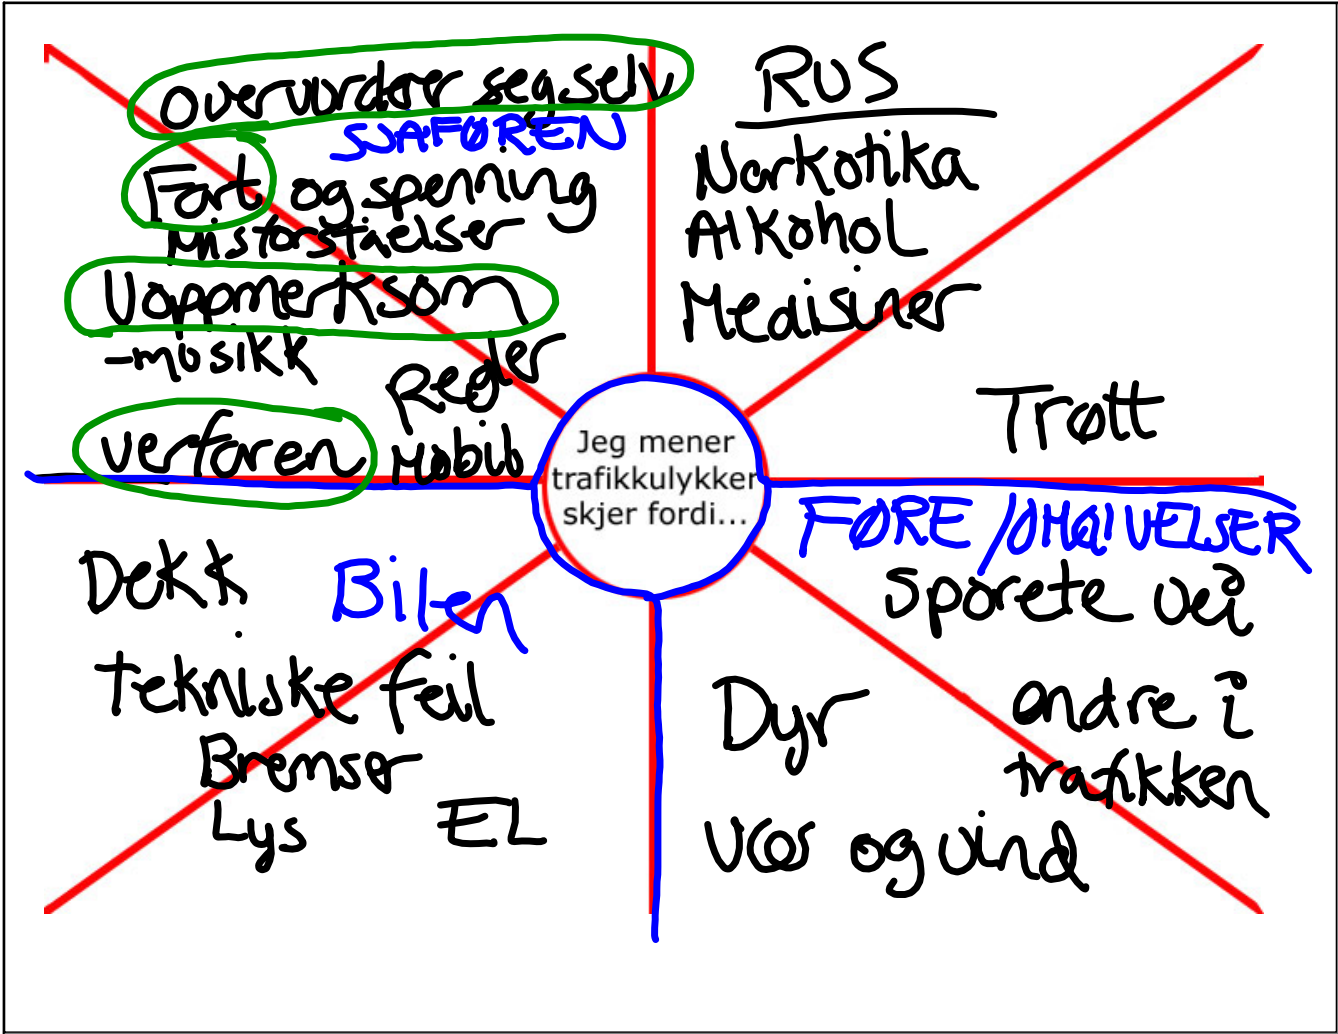 overvurderer seg selv
SJÅFØREN
Fart og spenning
Misforståelser
Uoppmerksom
-musikk
Regler
uerfaren
Mobil
RUS
Narkotika
Alkohol
Medisiner
Trøtt
Jeg mener
trafikkulykker
skjer fordi...
FØRE/OMGIVELSER
Sporete vei
andre i
trafikken
Dyr
Vær og vind
Dekk
Bilen
Tekniske feil
Bremser
Lys
EL